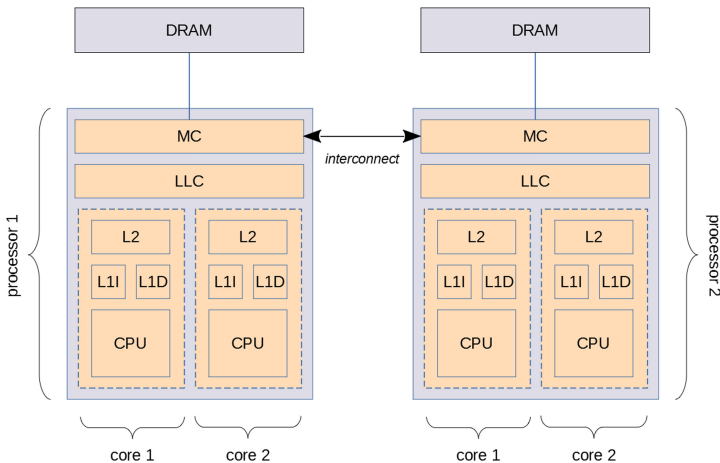 DRAM DRAM
MC MC
interconnect
LLC LLC
processor 1 processor 2
L2 L2 L2 L2
L1I L1D L1I L1D L1I L1D L1I L1D
CPU CPU CPU CPU
core 1 core 2 core 1 core 2